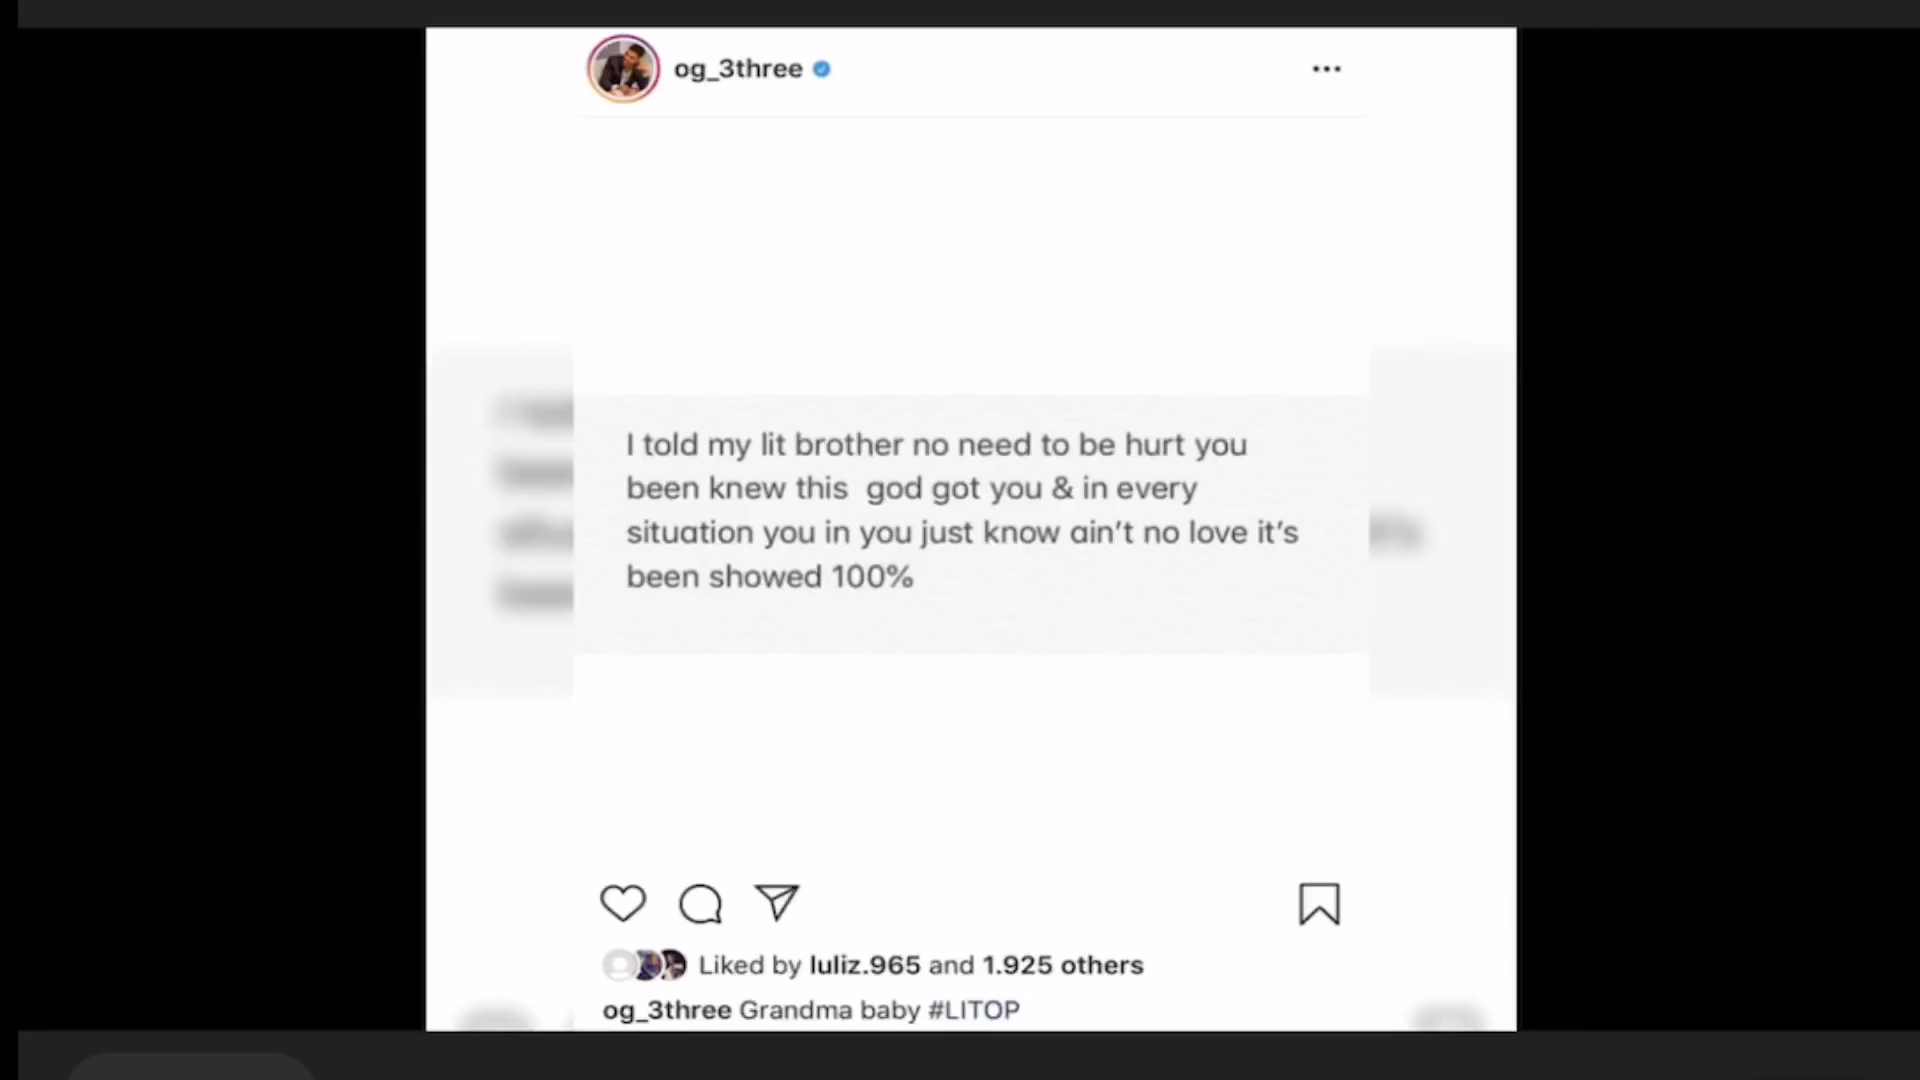 og_3three
I told my lit brother no need to be hurt you
been knew this god got you & in every
situation you in you just know ain’t no love it’s
been showed 100%
Liked by luliz.965 and 1.925 others
og_3three Grandma baby #LITOP